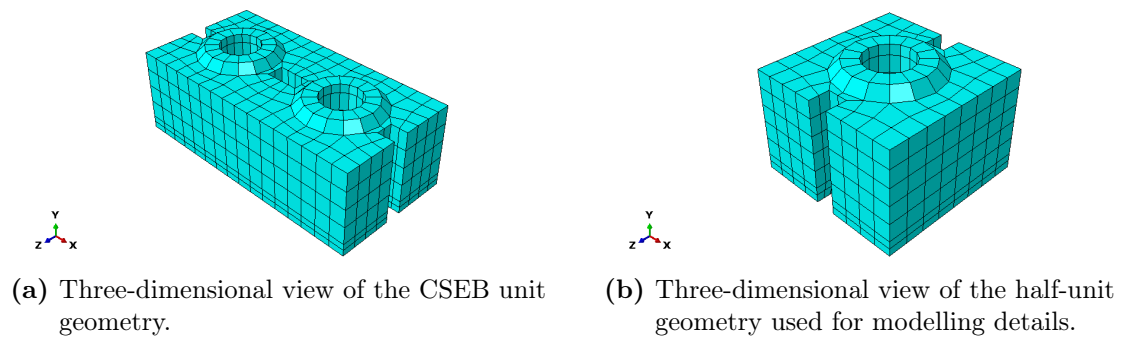 Y
Z X
Y
Z X
(a) Three-dimensional view of the CSEB unit
geometry.
(b) Three-dimensional view of the half-unit
geometry used for modelling details.